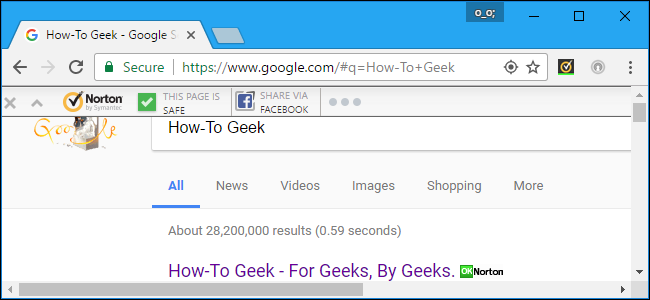 o_o;
How-To Geek - Google S
Secure https://www.google.com/#q=How-To+Geek
Norton by Symantec THIS PAGE IS SAFE SHARE VIA FACEBOOK
Google
How-To Geek
All News Videos Images Shopping More
About 28,200,000 results (0.59 seconds)
How-To Geek - For Geeks, By Geeks. OK Norton